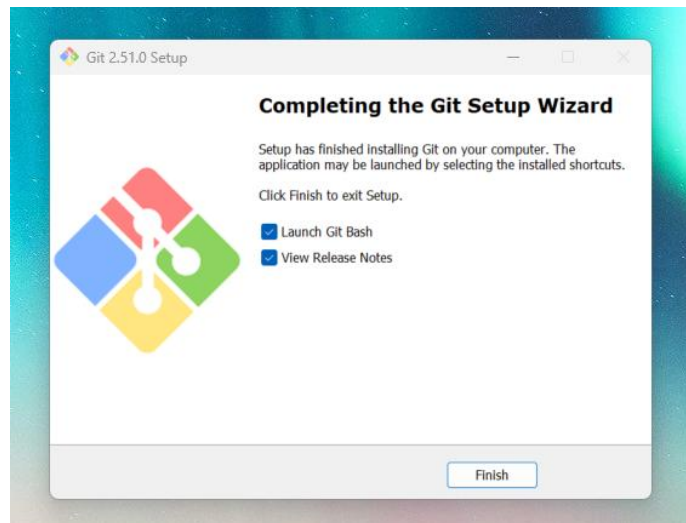 Git 2.51.0 Setup
Completing the Git Setup Wizard
Setup has finished installing Git on your computer. The
application may be launched by selecting the installed shortcuts.
Click Finish to exit Setup.
Launch Git Bash
View Release Notes
Finish